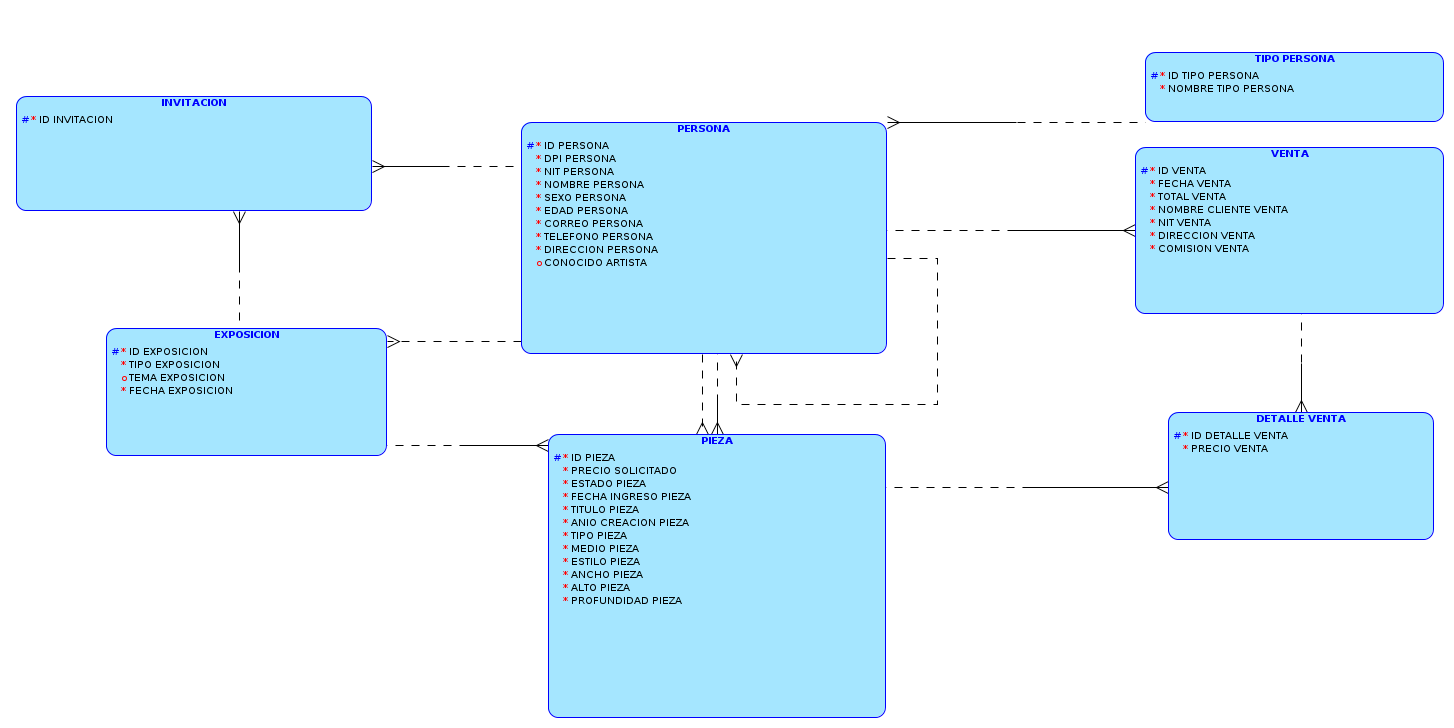 TIPO PERSONA
#* ID TIPO PERSONA
* NOMBRE TIPO PERSONA
INVITACION
#* ID INVITACION
PERSONA
#* ID PERSONA
* DPI PERSONA
* NIT PERSONA
* NOMBRE PERSONA
* SEXO PERSONA
* EDAD PERSONA
* CORREO PERSONA
* TELEFONO PERSONA
* DIRECCION PERSONA
o CONOCIDO ARTISTA
VENTA
#* ID VENTA
* FECHA VENTA
* TOTAL VENTA
* NOMBRE CLIENTE VENTA
* NIT VENTA
* DIRECCION VENTA
* COMISION VENTA
EXPOSICION
#* ID EXPOSICION
* TIPO EXPOSICION
o TEMA EXPOSICION
* FECHA EXPOSICION
PIEZA
#* ID PIEZA
* PRECIO SOLICITADO
* ESTADO PIEZA
* FECHA INGRESO PIEZA
* TITULO PIEZA
* ANIO CREACION PIEZA
* TIPO PIEZA
* MEDIO PIEZA
* ESTILO PIEZA
* ANCHO PIEZA
* ALTO PIEZA
* PROFUNDIDAD PIEZA
DETALLE VENTA
#* ID DETALLE VENTA
* PRECIO VENTA